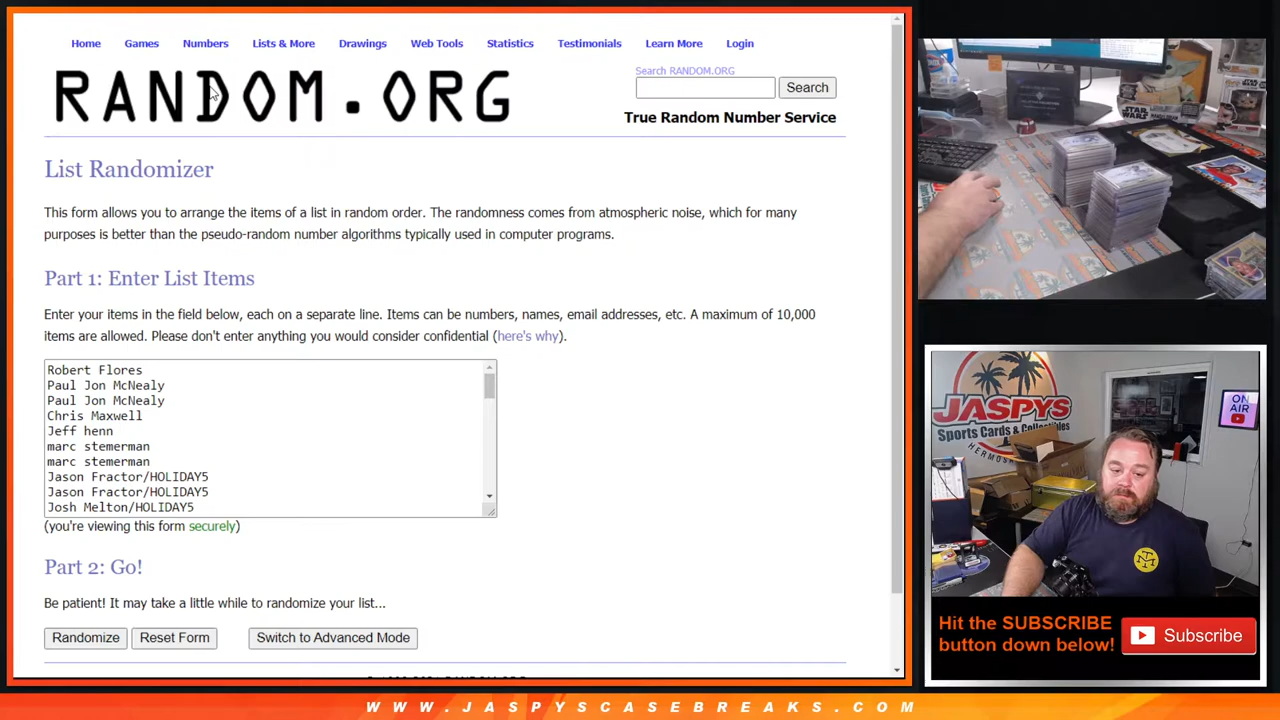 Home Games Numbers Lists & More Drawings Web Tools Statistics Testimonials Learn More Login
RANDOM.ORG
Search RANDOM.ORG
Search
True Random Number Service
List Randomizer
This form allows you to arrange the items of a list in random order. The randomness comes from atmospheric noise, which for many
purposes is better than the pseudo-random number algorithms typically used in computer programs.
Part 1: Enter List Items
Enter your items in the field below, each on a separate line. Items can be numbers, names, email addresses, etc. A maximum of 10,000
items are allowed. Please don't enter anything you would consider confidential (here's why).
Robert Flores
Paul Jon McNealy
Paul Jon McNealy
Chris Maxwell
Jeff henn
marc stemerman
marc stemerman
Jason Fractor/HOLIDAY5
Jason Fractor/HOLIDAY5
Josh Melton/HOLIDAY5
(you're viewing this form securely)
Part 2: Go!
Be patient! It may take a little while to randomize your list...
Randomize Reset Form Switch to Advanced Mode
STAR
WARS
JASPYS
Sports Cards & Collectibles
HERMOSA
ON
AIR
Hit the SUBSCRIBE
button down below!
Subscribe
WWW.JASPYSCASEBREAKS.COM